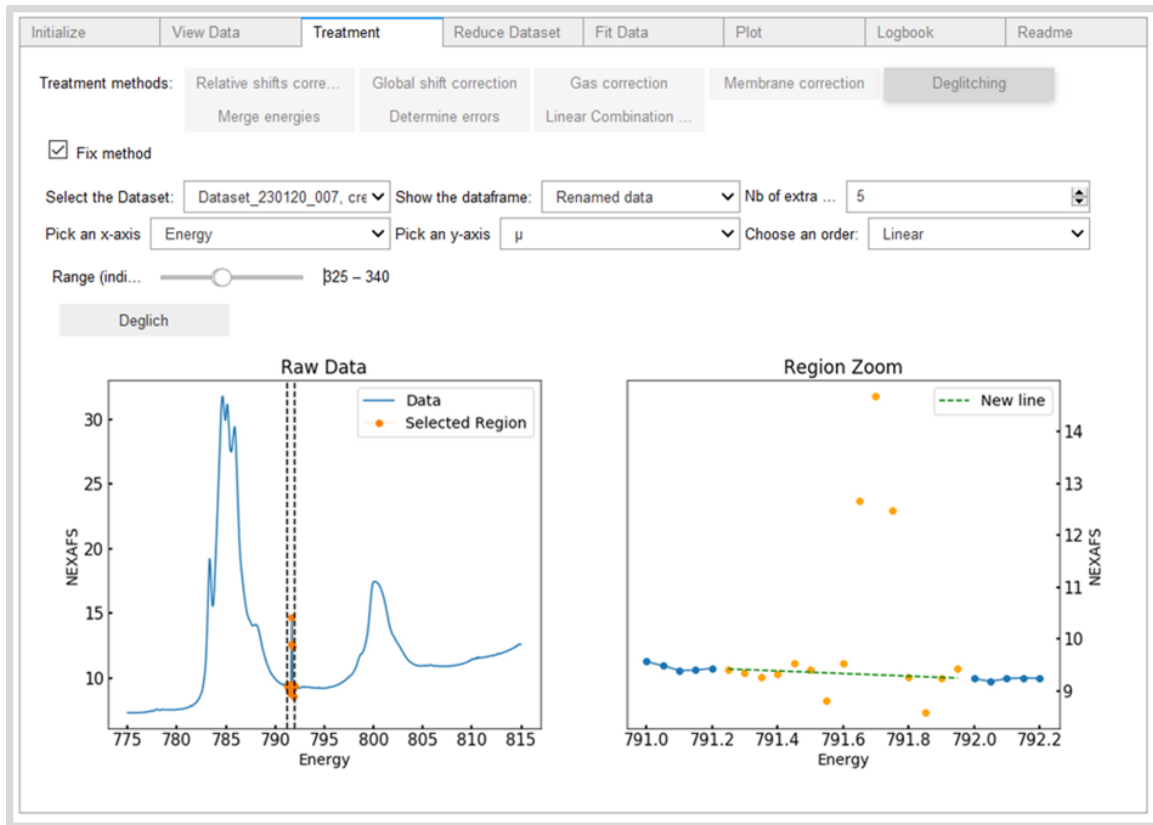 Initialize View Data Treatment Reduce Dataset Fit Data Plot Logbook Readme
Treatment methods: Relative shifts corre... Global shift correction Gas correction Membrane correction Deglitching
Merge energies Determine errors Linear Combination ...
Fix method
Select the Dataset: Dataset_230120_007, cre Show the dataframe: Renamed data Nb of extra ... 5
Pick an x-axis Energy Pick an y-axis μ Choose an order: Linear
Range (indi... 325 – 340
Deglich
Raw Data
Data
Selected Region
30
25
20
15
10
NEXAFS
775 780 785 790 795 800 805 810 815
Energy
Region Zoom
New line
14
13
12
11
10
9
NEXAFS
791.0 791.2 791.4 791.6 791.8 792.0 792.2
Energy